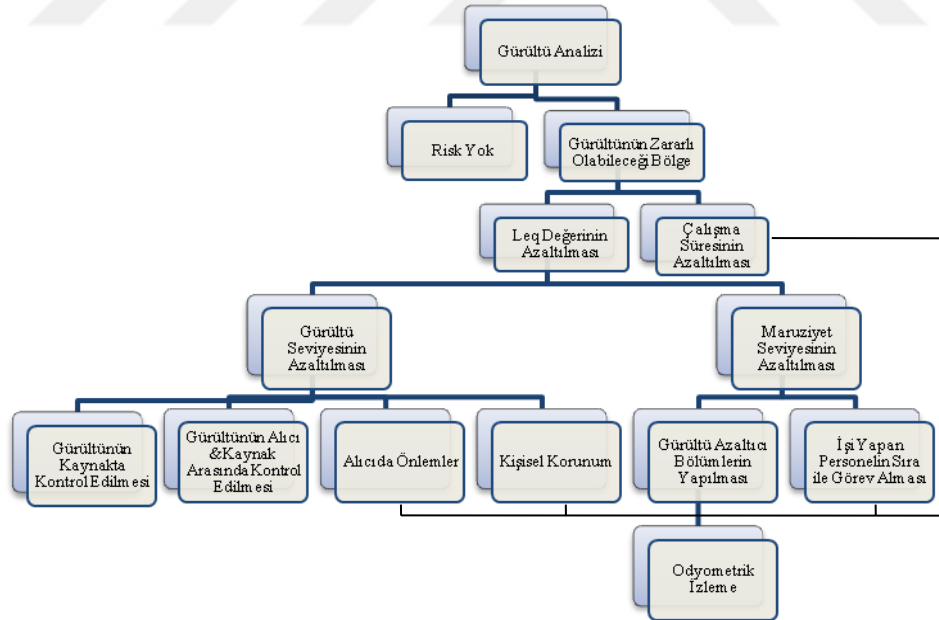 Gürültü Analizi
Risk Yok
Gürültünün Zararlı
Olabileceği Bölge
Leq Değerinin
Azaltılması
Çalışma
Süresinin
Azaltılması
Gürültü
Seviyesinin
Azaltılması
Maruziyet
Seviyesinin
Azaltılması
Gürültünün
Kaynakta
Kontrol Edilmesi
Gürültünün Alıcı
&Kaynak
Arasında Kontrol
Edilmesi
Alıcıda Önlemler
Kişisel Korunum
Gürültü Azaltıcı
Bölümlerin
Yapılması
İşi Yapan
Personelin Sıra
ile Görev Alması
Odyometrik
İzleme